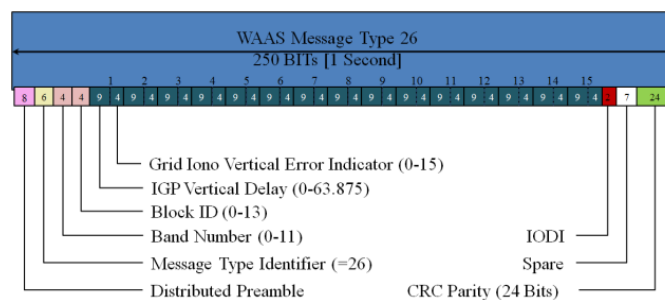 WAAS Message Type 26
250 BITs [1 Second]
1 2 3 4 5 6 7 8 9 10 11 12 13 14 15
8 6 4 4 9 4 9 4 9 4 9 4 9 4 9 4 9 4 9 4 9 4 9 4 9 4 9 4 9 4 9 4 9 4 2 7 24
Grid Iono Vertical Error Indicator (0-15)
IGP Vertical Delay (0-63.875)
Block ID (0-13)
Band Number (0-11) IODI
Message Type Identifier (=26) Spare
Distributed Preamble CRC Parity (24 Bits)